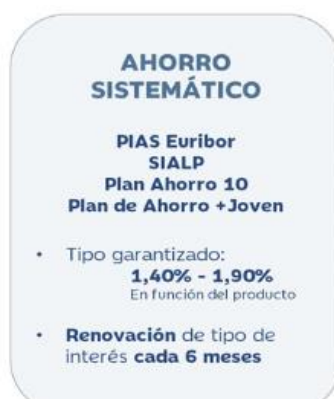 AHORRO
SISTEMÁTICO
PIAS Euribor
SIALP
Plan Ahorro 10
Plan de Ahorro +Joven
• Tipo garantizado:
1,40% - 1,90%
En función del producto
• Renovación de tipo de
interés cada 6 meses